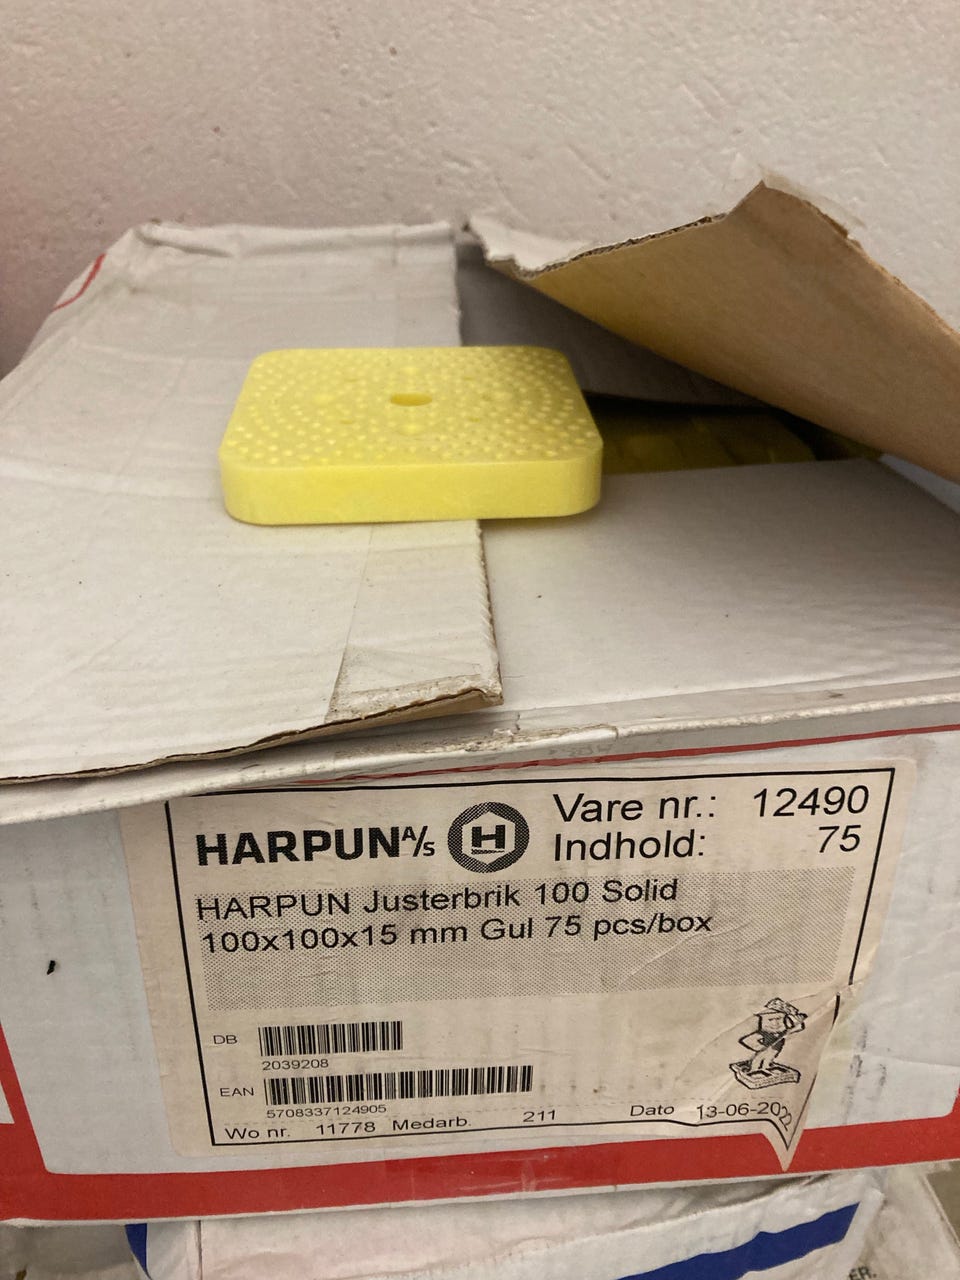 HARPUN A/S H Vare nr.: 12490
Indhold: 75
HARPUN Justerbrik 100 Solid
100x100x15 mm Gul 75 pcs/box
DB
2039208
EAN
5708337124905
Wo nr. 11778 Medarb. 211 Dato 13-06-202